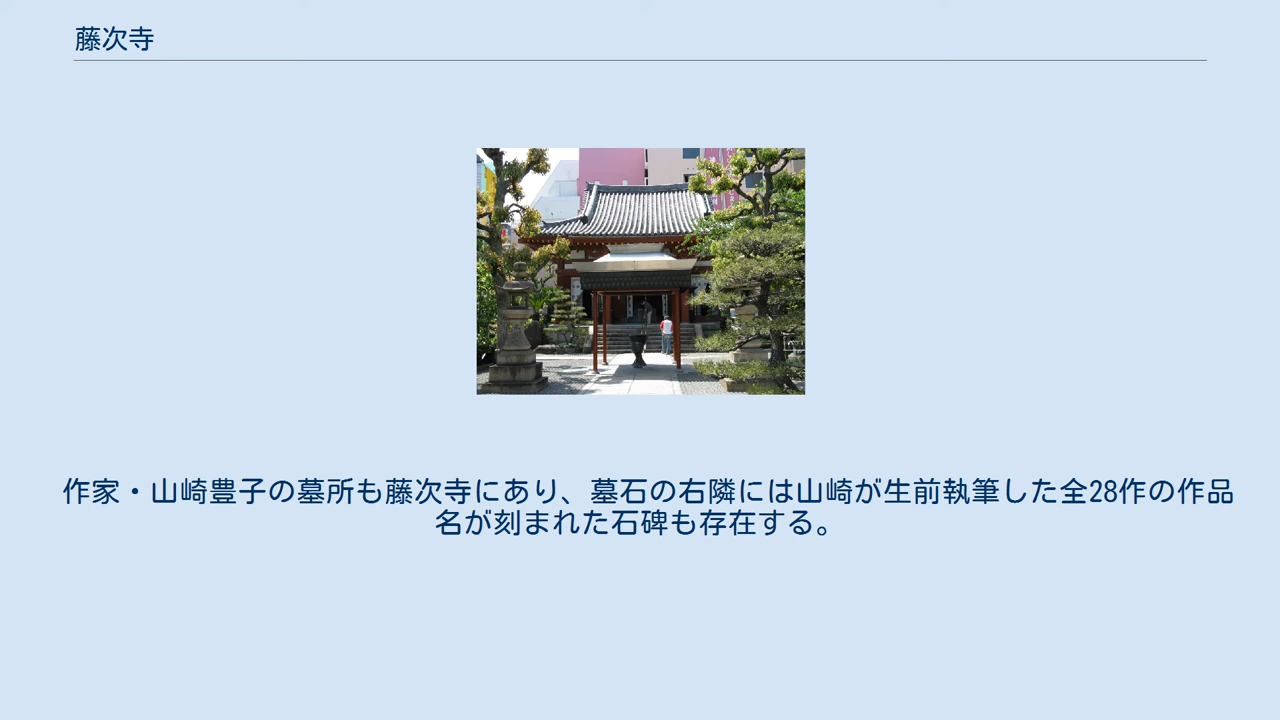 藤次寺
作家・山崎豊子の墓所も藤次寺にあり、墓石の右隣には山崎が生前執筆した全28作の作品
名が刻まれた石碑も存在する。